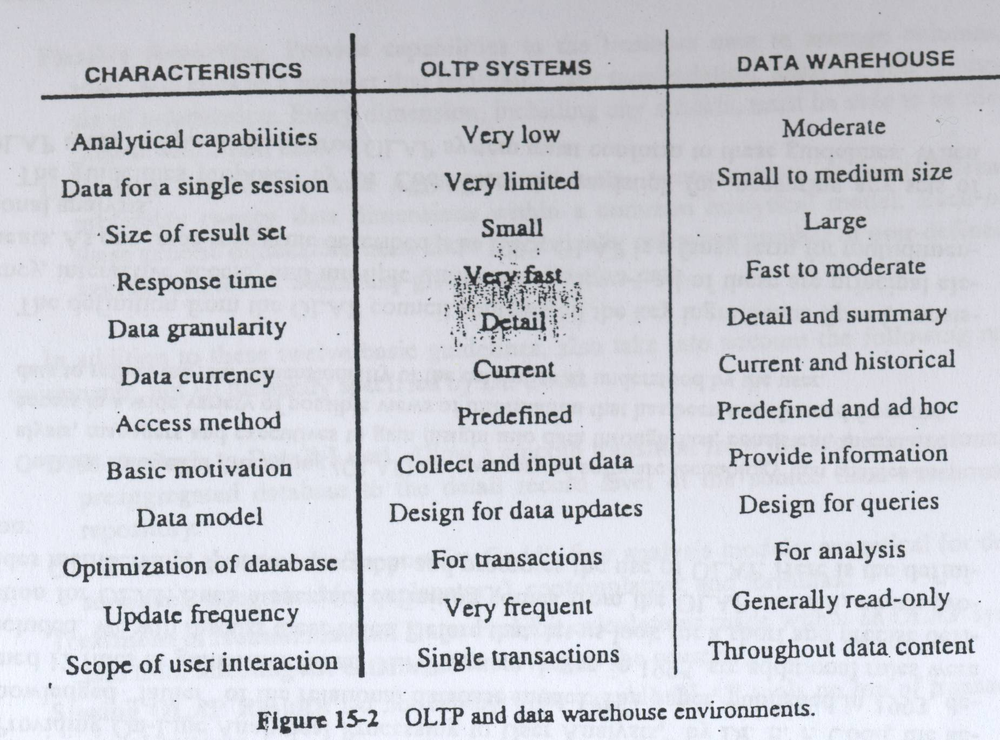 CHARACTERISTICS OLTP SYSTEMS DATA WAREHOUSE
Analytical capabilities Very low Moderate
Data for a single session Very limited Small to medium size
Size of result set Small Large
Response time Very fast Fast to moderate
Data granularity Detail Detail and summary
Data currency Current Current and historical
Access method Predefined Predefined and ad hoc
Basic motivation Collect and input data Provide information
Data model Design for data updates Design for queries
Optimization of database For transactions For analysis
Update frequency Very frequent Generally read-only
Scope of user interaction Single transactions Throughout data content
Figure 15-2 OLTP and data warehouse environments.